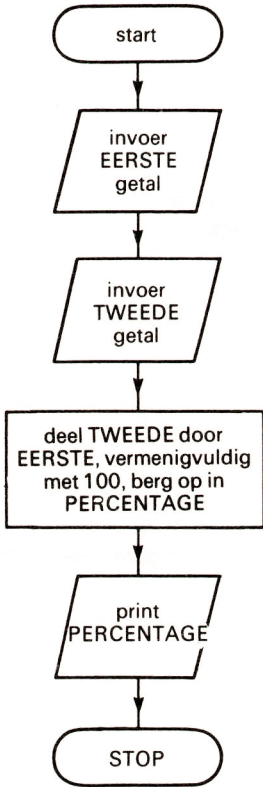 start
invoer
EERSTE
getal
invoer
TWEEDE
getal
deel TWEEDE door
EERSTE, vermenigvuldig
met 100, berg op in
PERCENTAGE
print
PERCENTAGE
STOP